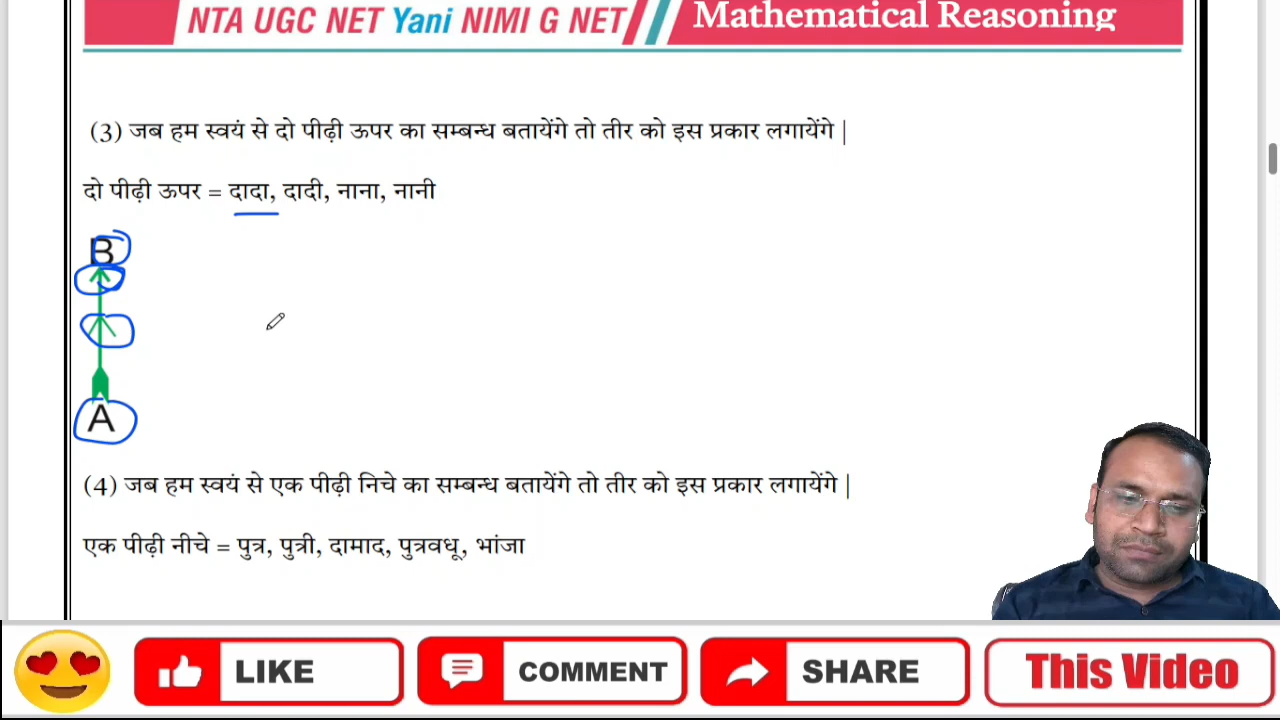 NTA UGC NET Yani NIMI G NET
Mathematical Reasoning
(3) जब हम स्वयं से दो पीढ़ी ऊपर का सम्बन्ध बतायेंगे तो तीर को इस प्रकार लगायेंगे |
दो पीढ़ी ऊपर = दादा, दादी, नाना, नानी
B
A
(4) जब हम स्वयं से एक पीढ़ी निचे का सम्बन्ध बतायेंगे तो तीर को इस प्रकार लगायेंगे |
एक पीढ़ी नीचे = पुत्र, पुत्री, दामाद, पुत्रवधू, भांजा
LIKE
COMMENT
SHARE
This Video